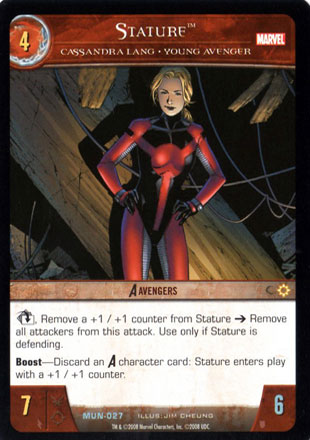 4
Stature™
MARVEL
Cassandra Lang • Young Avenger
AVENGERS
, Remove a +1 / +1 counter from Stature ➔ Remove
all attackers from this attack. Use only if Stature is
defending.
Boost—Discard an A character card: Stature enters play
with a +1 / +1 counter.
7
MUN-027 ILLUS: JIM CHEUNG
6
TM & ©2008 Marvel Characters, Inc. ©2008 UDC.